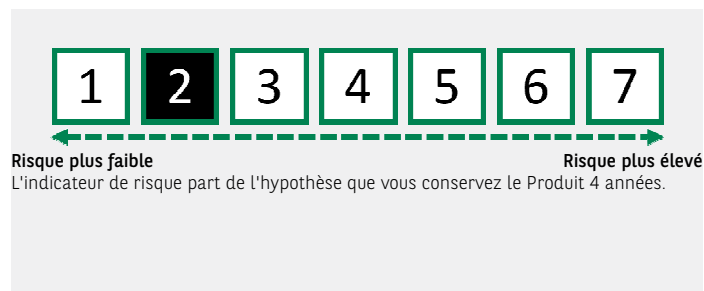 1 2 3 4 5 6 7
Risque plus faible Risque plus élevé
L'indicateur de risque part de l'hypothèse que vous conservez le Produit 4 années.